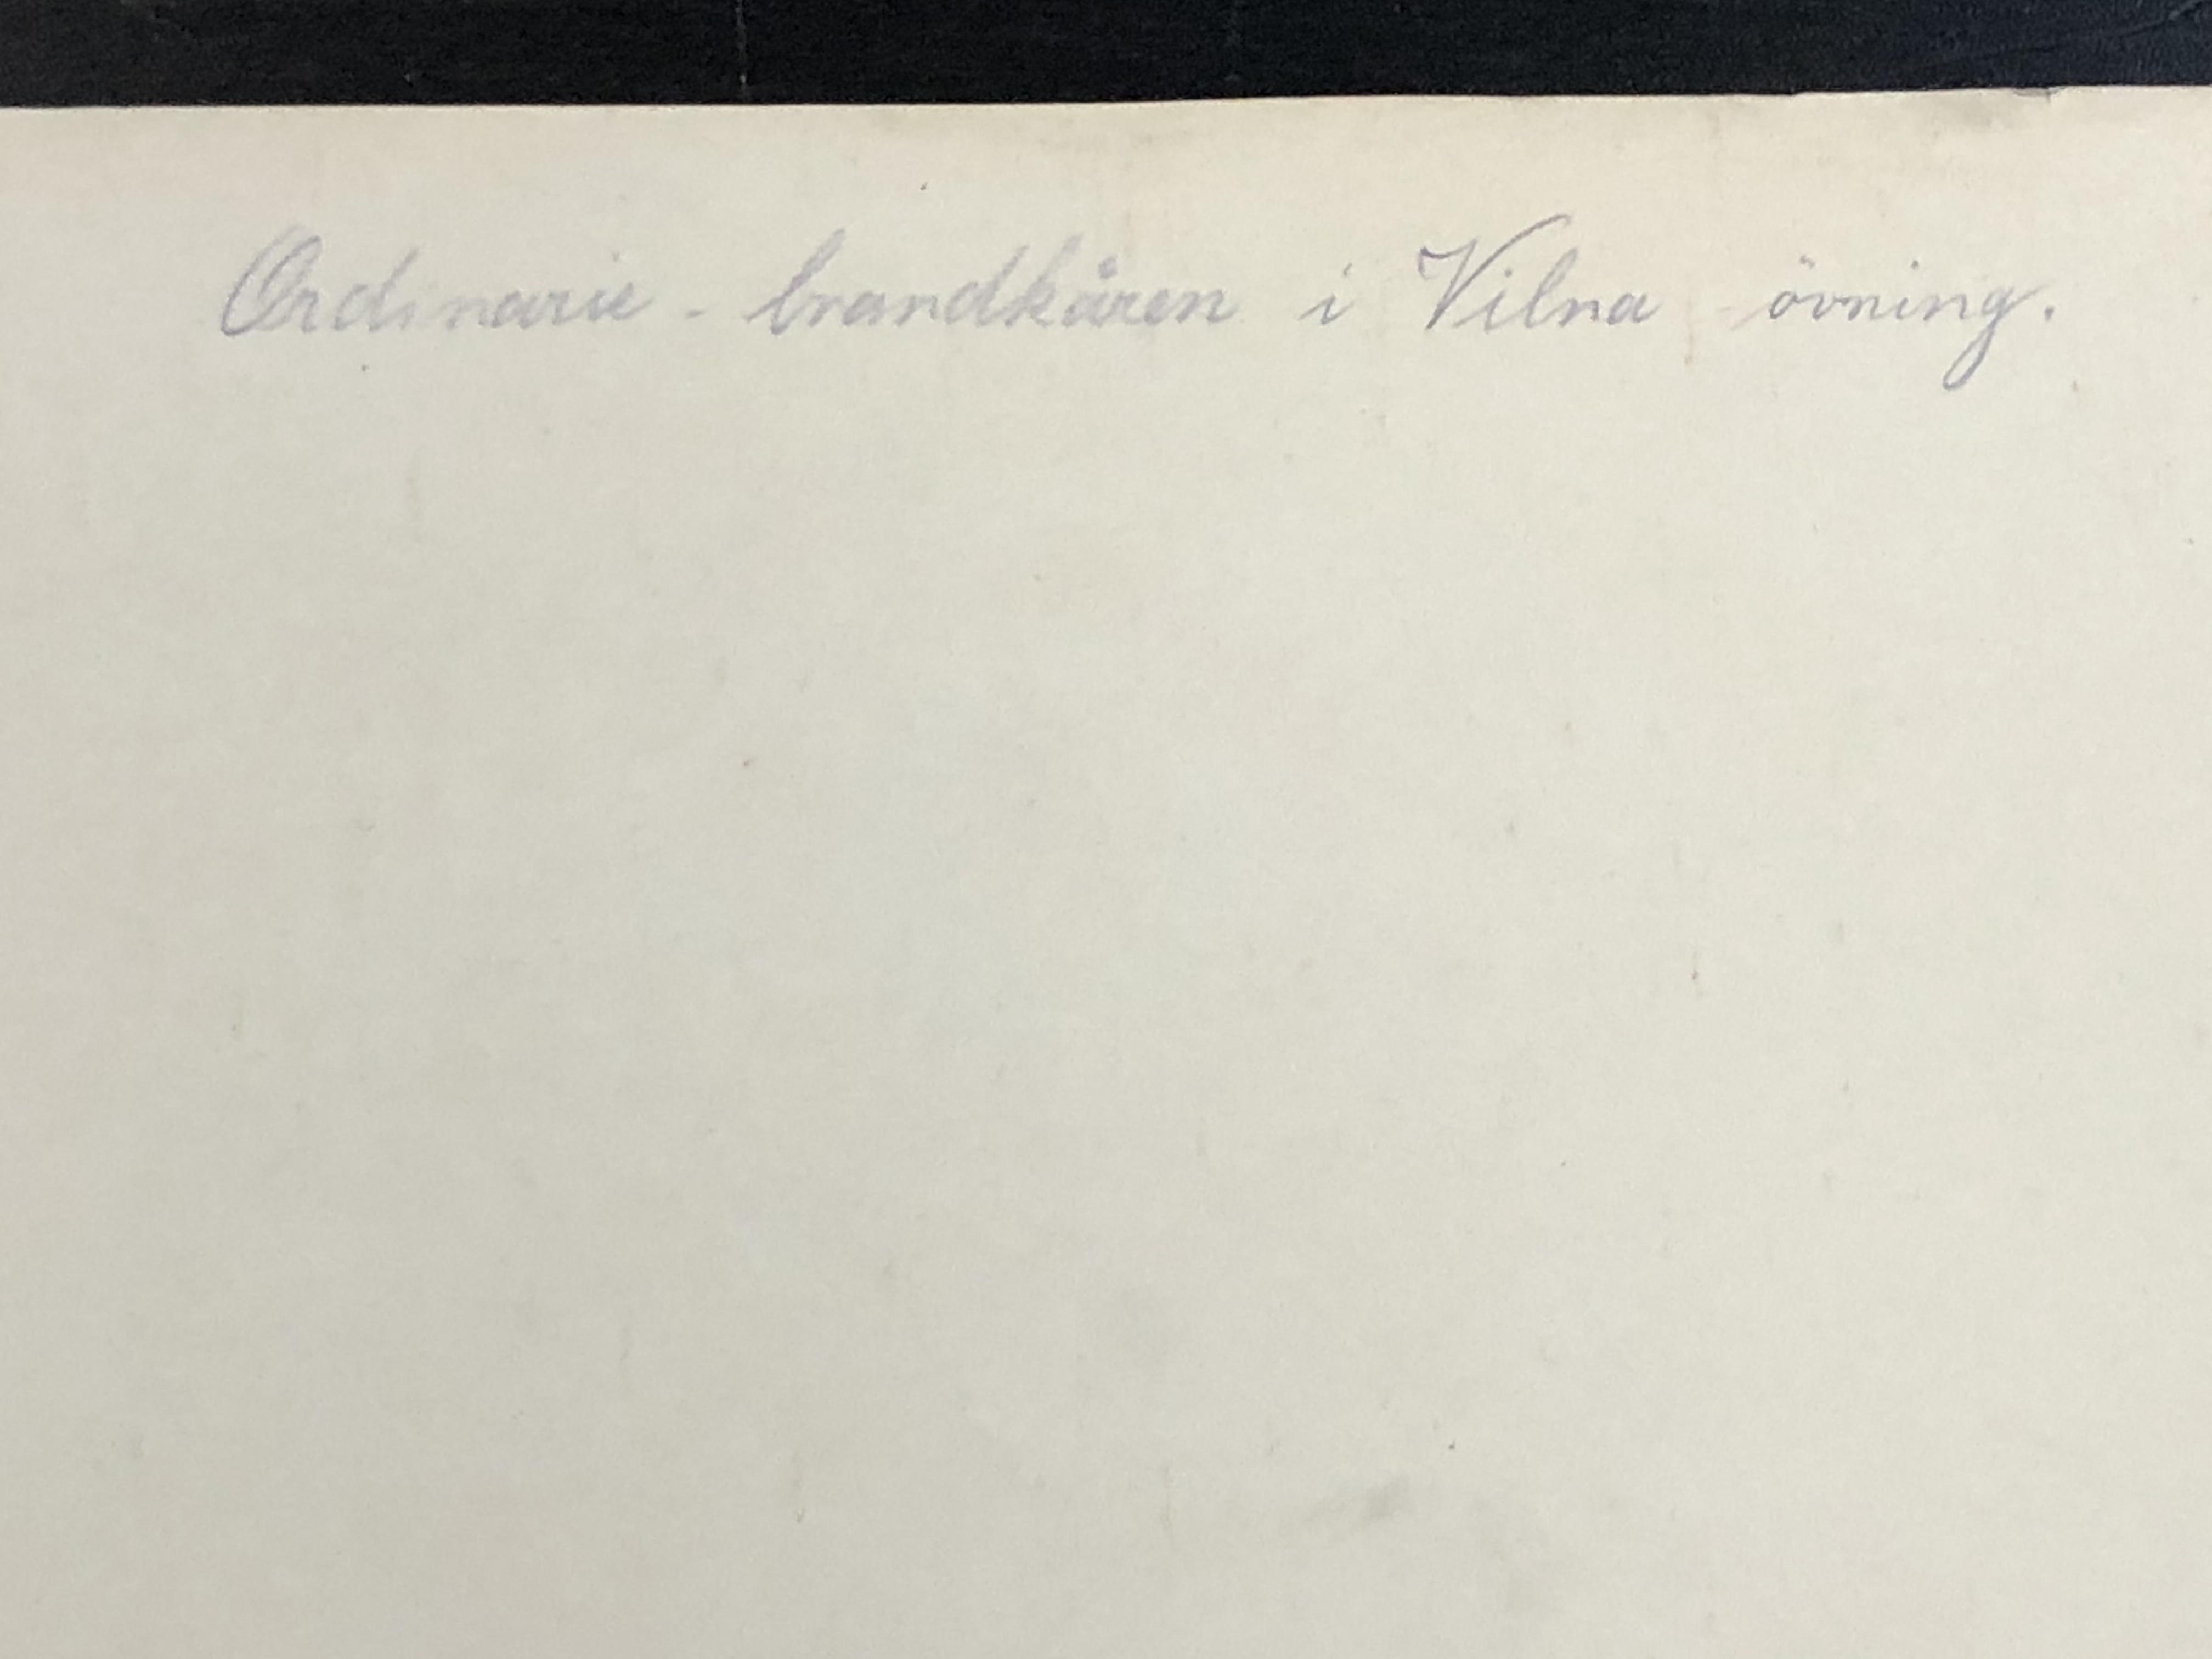 Ordinarie - brandkåren i Vilna övning.